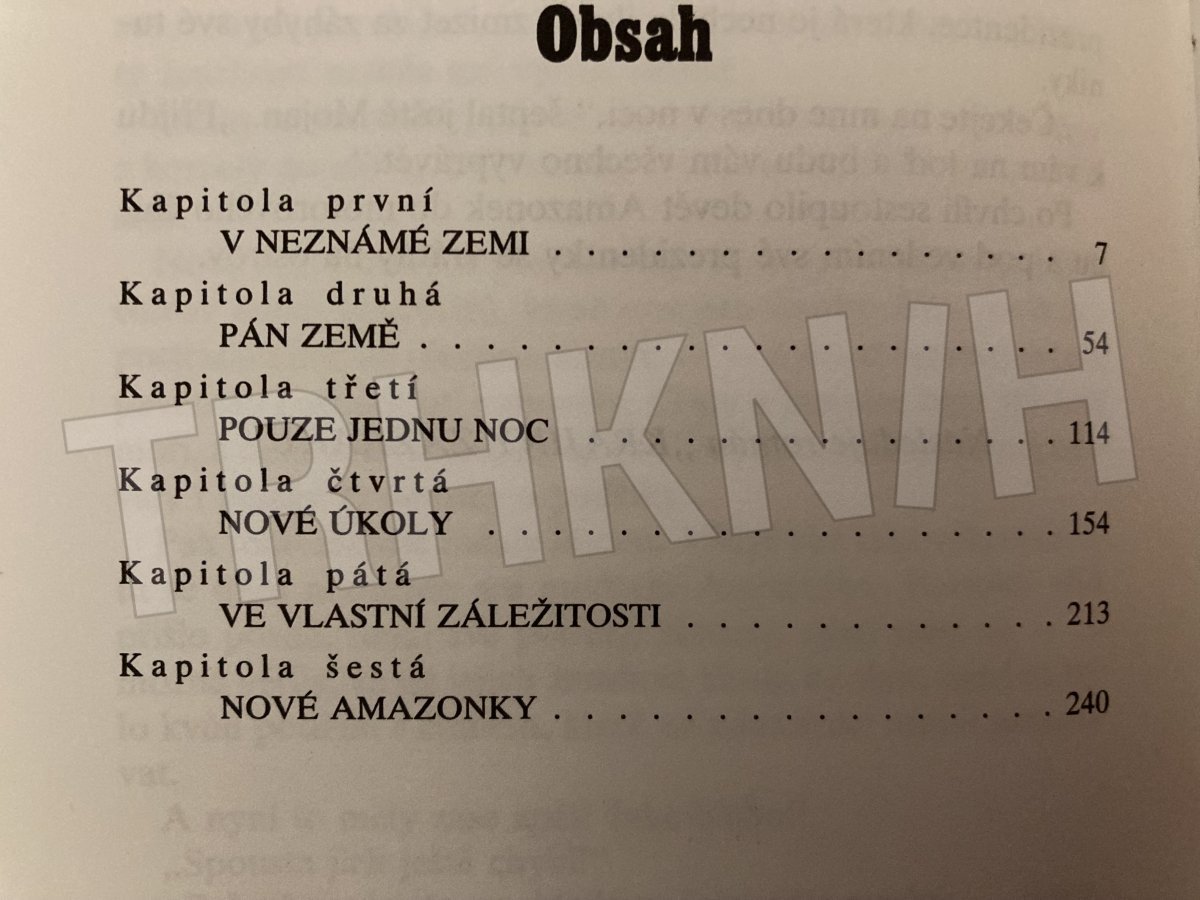 Obsah
Kapitola první
V NEZNÁMÉ ZEMI . . . . . . . . . . . . . . . . . 7
Kapitola druhá
PÁN ZEMĚ . . . . . . . . . . . . . . . . . . . . 54
Kapitola třetí
POUZE JEDNU NOC . . . . . . . . . . . . . . . 114
Kapitola čtvrtá
NOVÉ ÚKOLY . . . . . . . . . . . . . . . . . . 154
Kapitola pátá
VE VLASTNÍ ZÁLEŽITOSTI . . . . . . . . . . . 213
Kapitola šestá
NOVÉ AMAZONKY . . . . . . . . . . . . . . . . 240
TRHKNIH